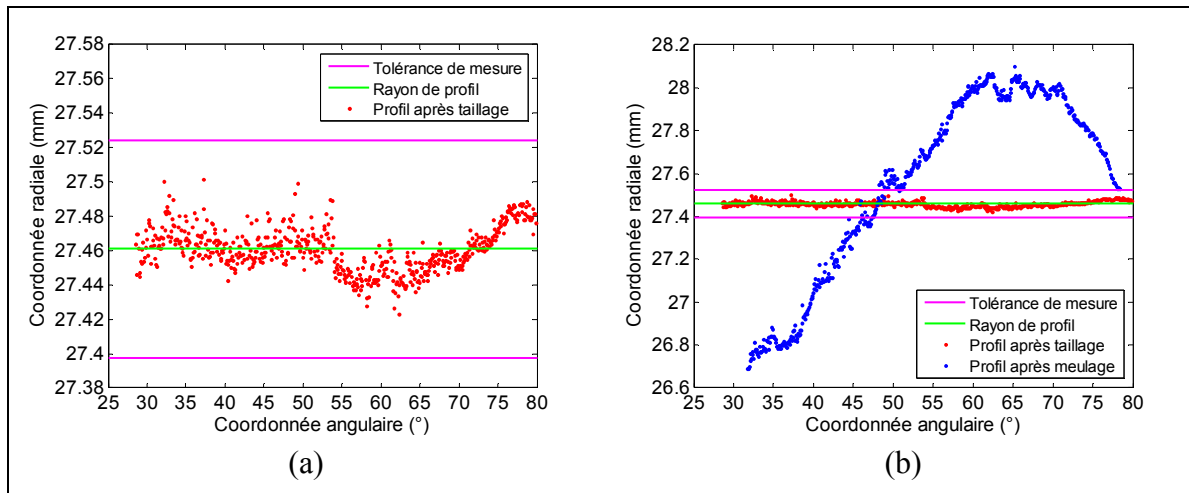 27.58
27.56
27.54
27.52
27.5
27.48
27.46
27.44
27.42
27.4
27.38
25 30 35 40 45 50 55 60 65 70 75 80
Coordonnée radiale (mm)
Coordonnée angulaire (°)
Tolérance de mesure
Rayon de profil
Profil après taillage
(a)
28.2
28
27.8
27.6
27.4
27.2
27
26.8
26.6
25 30 35 40 45 50 55 60 65 70 75 80
Coordonnée radiale (mm)
Coordonnée angulaire (°)
Tolérance de mesure
Rayon de profil
Profil après taillage
Profil après meulage
(b)